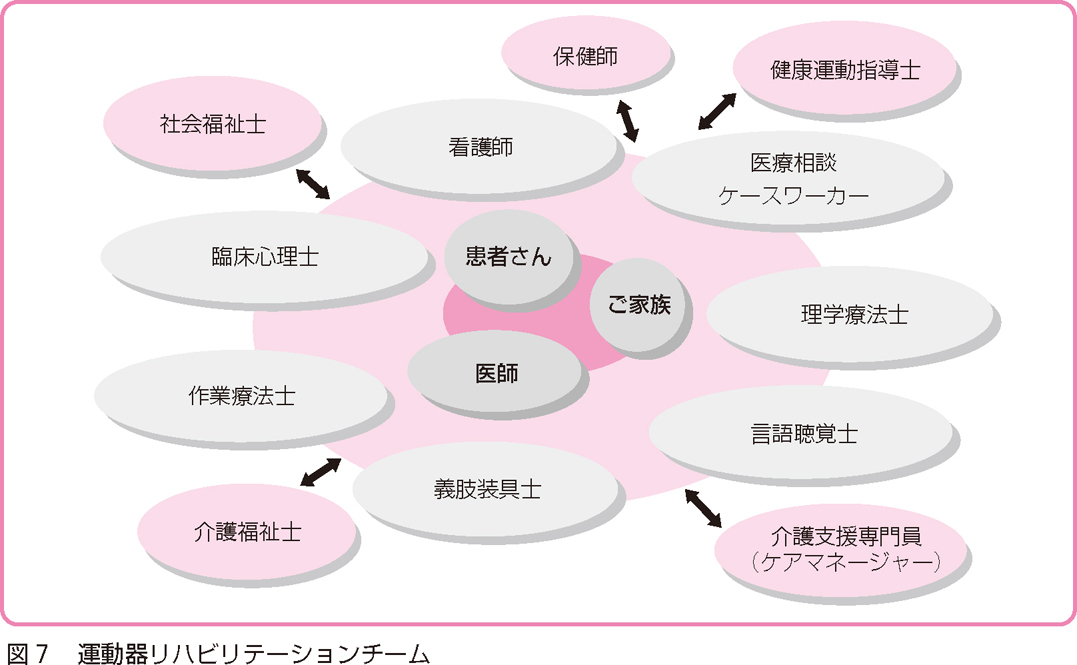 保健師
健康運動指導士
社会福祉士
看護師
医療相談
ケースワーカー
臨床心理士
患者さん
ご家族
理学療法士
医師
作業療法士
言語聴覚士
義肢装具士
介護福祉士
介護支援専門員
（ケアマネージャー）
図7 運動器リハビリテーションチーム